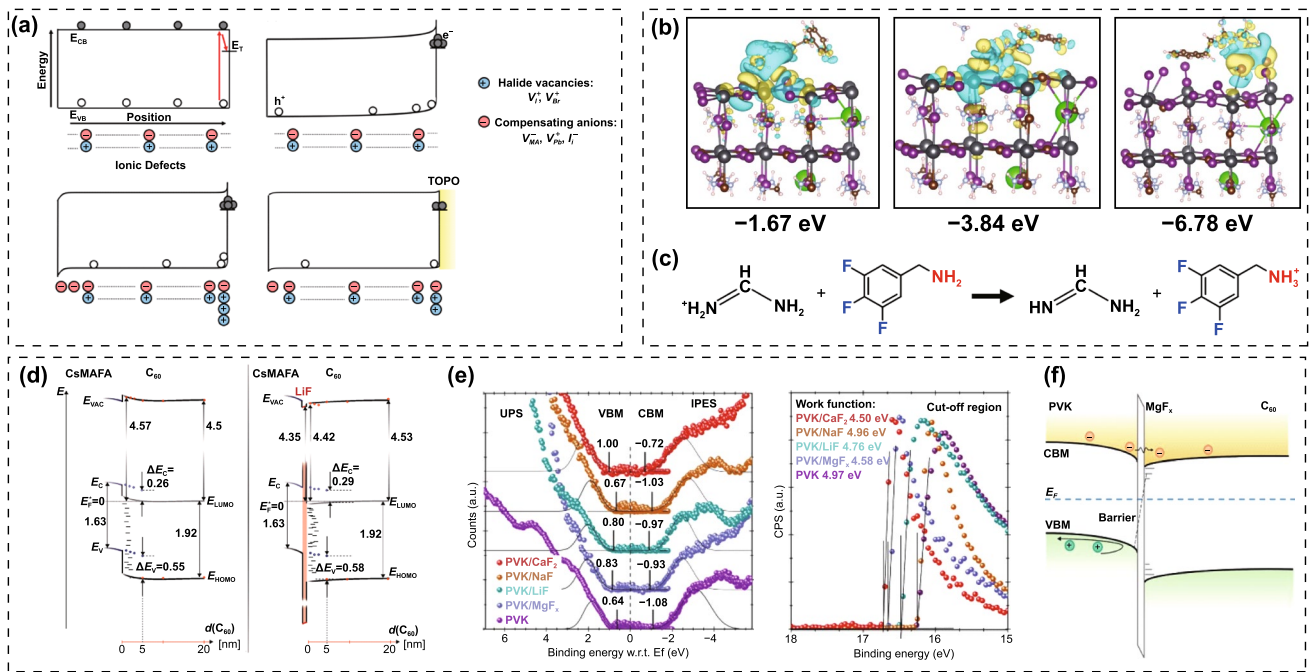 (a)
E_CB
E_T
e⁻
Energy
h⁺
E_VB
Position
Ionic Defects
Halide vacancies:
V_I⁺, V_Br⁺
Compensating anions:
V_MA⁻, V_Pb⁺, I_i⁻
TOPO
(b)
−1.67 eV
−3.84 eV
−6.78 eV
(c)
H
C
⁺H₂N
NH₂
+
F
F
F
NH₂
H
C
HN
NH₂
+
F
F
F
NH₃⁺
(d)
CsMAFA
C₆₀
E
E_VAC
4.57
4.5
ΔE_C=
0.26
E_C
E_F=0
E_LUMO
1.63
1.92
E_V
ΔE_V=0.55
E_HOMO
d(C₆₀)
[nm]
0
5
20
CsMAFA
LiF
C₆₀
E_VAC
4.35
4.42
4.53
ΔE_C=
0.29
E_C
E_F=0
E_LUMO
1.63
1.92
E_V
ΔE_V=0.58
E_HOMO
d(C₆₀)
[nm]
0
5
20
(e)
UPS
VBM
CBM
IPES
1.00
−0.72
0.67
−1.03
0.80
−0.97
0.83
−0.93
0.64
−1.08
Counts (a.u.)
PVK/CaF₂
PVK/NaF
PVK/LiF
PVK/MgFₓ
PVK
6 4 2 0 −2 −4
Binding energy w.r.t. Ef (eV)
Work function:
PVK/CaF₂ 4.50 eV
PVK/NaF 4.96 eV
PVK/LiF 4.76 eV
PVK/MgFₓ 4.58 eV
PVK 4.97 eV
Cut-off region
CPS (a.u.)
18 17 16 15
Binding energy (eV)
(f)
PVK
MgFₓ
C₆₀
CBM
E_F
VBM
Barrier